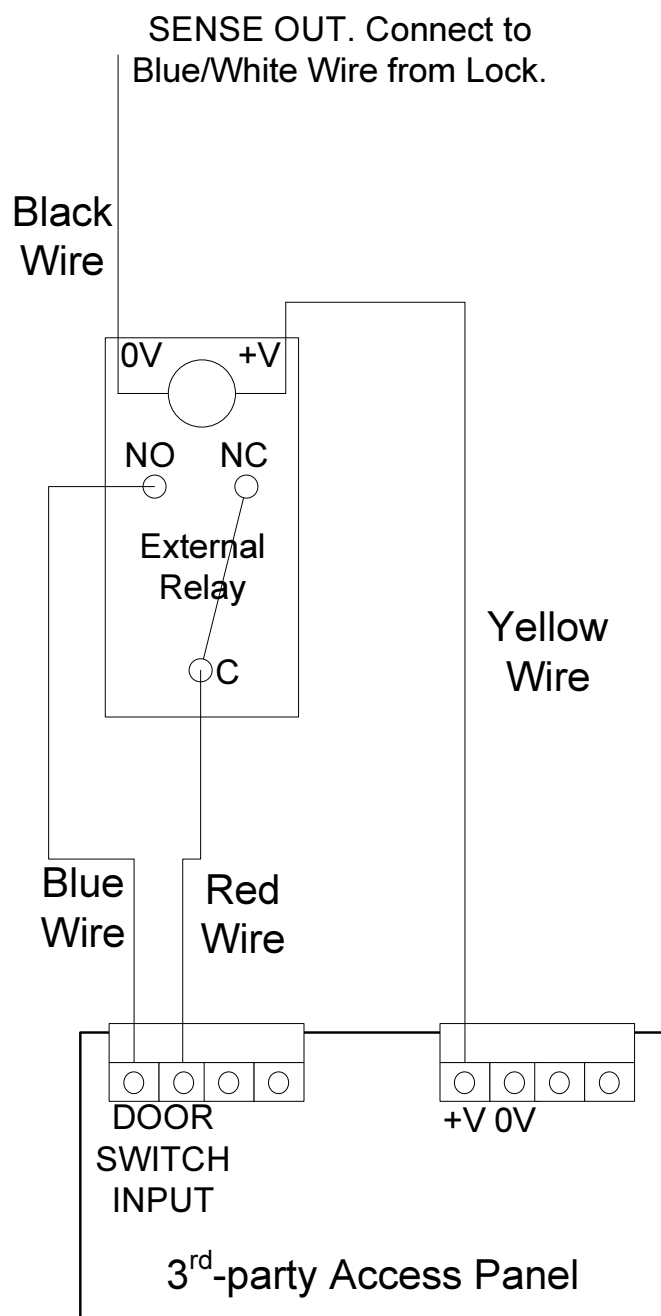 SENSE OUT. Connect to
Blue/White Wire from Lock.
Black
Wire
0V +V
NO NC
External
Relay
C
Yellow
Wire
Blue
Wire
Red
Wire
DOOR
SWITCH
INPUT
+V 0V
3rd-party Access Panel